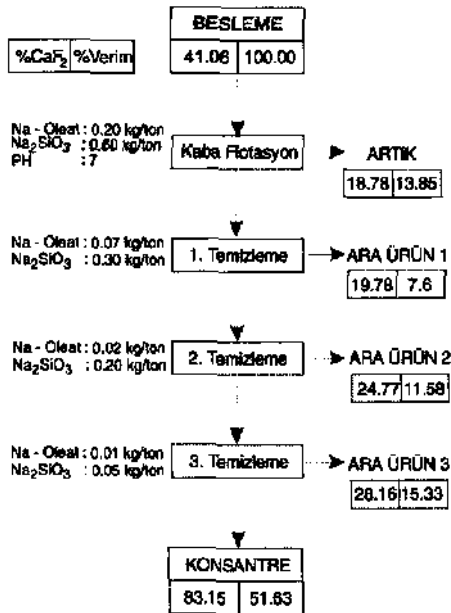 BESLEME
%CaF2 %Verim
41.06 100.00
Na - Oleat : 0.20 kg/ton
Na2SiO3 : 0.60 kg/ton
PH : 7
Kaba Flotasyon
ARTIK
18.78 13.85
Na - Oleat : 0.07 kg/ton
Na2SiO3 : 0.30 kg/ton
1. Temizleme
ARA ÜRÜN 1
19.78 7.6
Na - Oleat : 0.02 kg/ton
Na2SiO3 : 0.20 kg/ton
2. Temizleme
ARA ÜRÜN 2
24.77 11.58
Na - Oleat : 0.01 kg/ton
Na2SiO3 : 0.05 kg/ton
3. Temizleme
ARA ÜRÜN 3
28.16 15.33
KONSANTRE
83.15 51.63